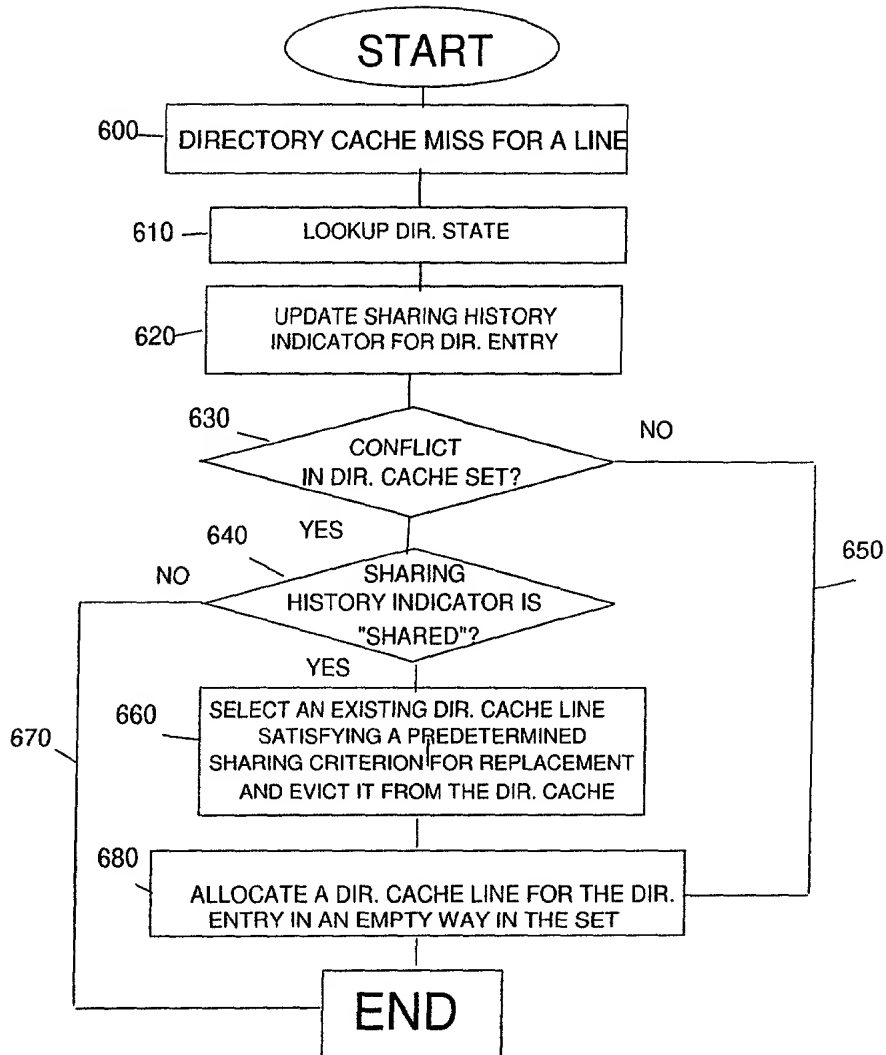 START
600
DIRECTORY CACHE MISS FOR A LINE
610
LOOKUP DIR. STATE
620
UPDATE SHARING HISTORY
INDICATOR FOR DIR. ENTRY
630
CONFLICT
IN DIR. CACHE SET?
NO
YES
650
640
NO
SHARING
HISTORY INDICATOR IS
"SHARED"?
YES
660
SELECT AN EXISTING DIR. CACHE LINE
SATISFYING A PREDETERMINED
SHARING CRITERION FOR REPLACEMENT
AND EVICT IT FROM THE DIR. CACHE
670
680
ALLOCATE A DIR. CACHE LINE FOR THE DIR.
ENTRY IN AN EMPTY WAY IN THE SET
END